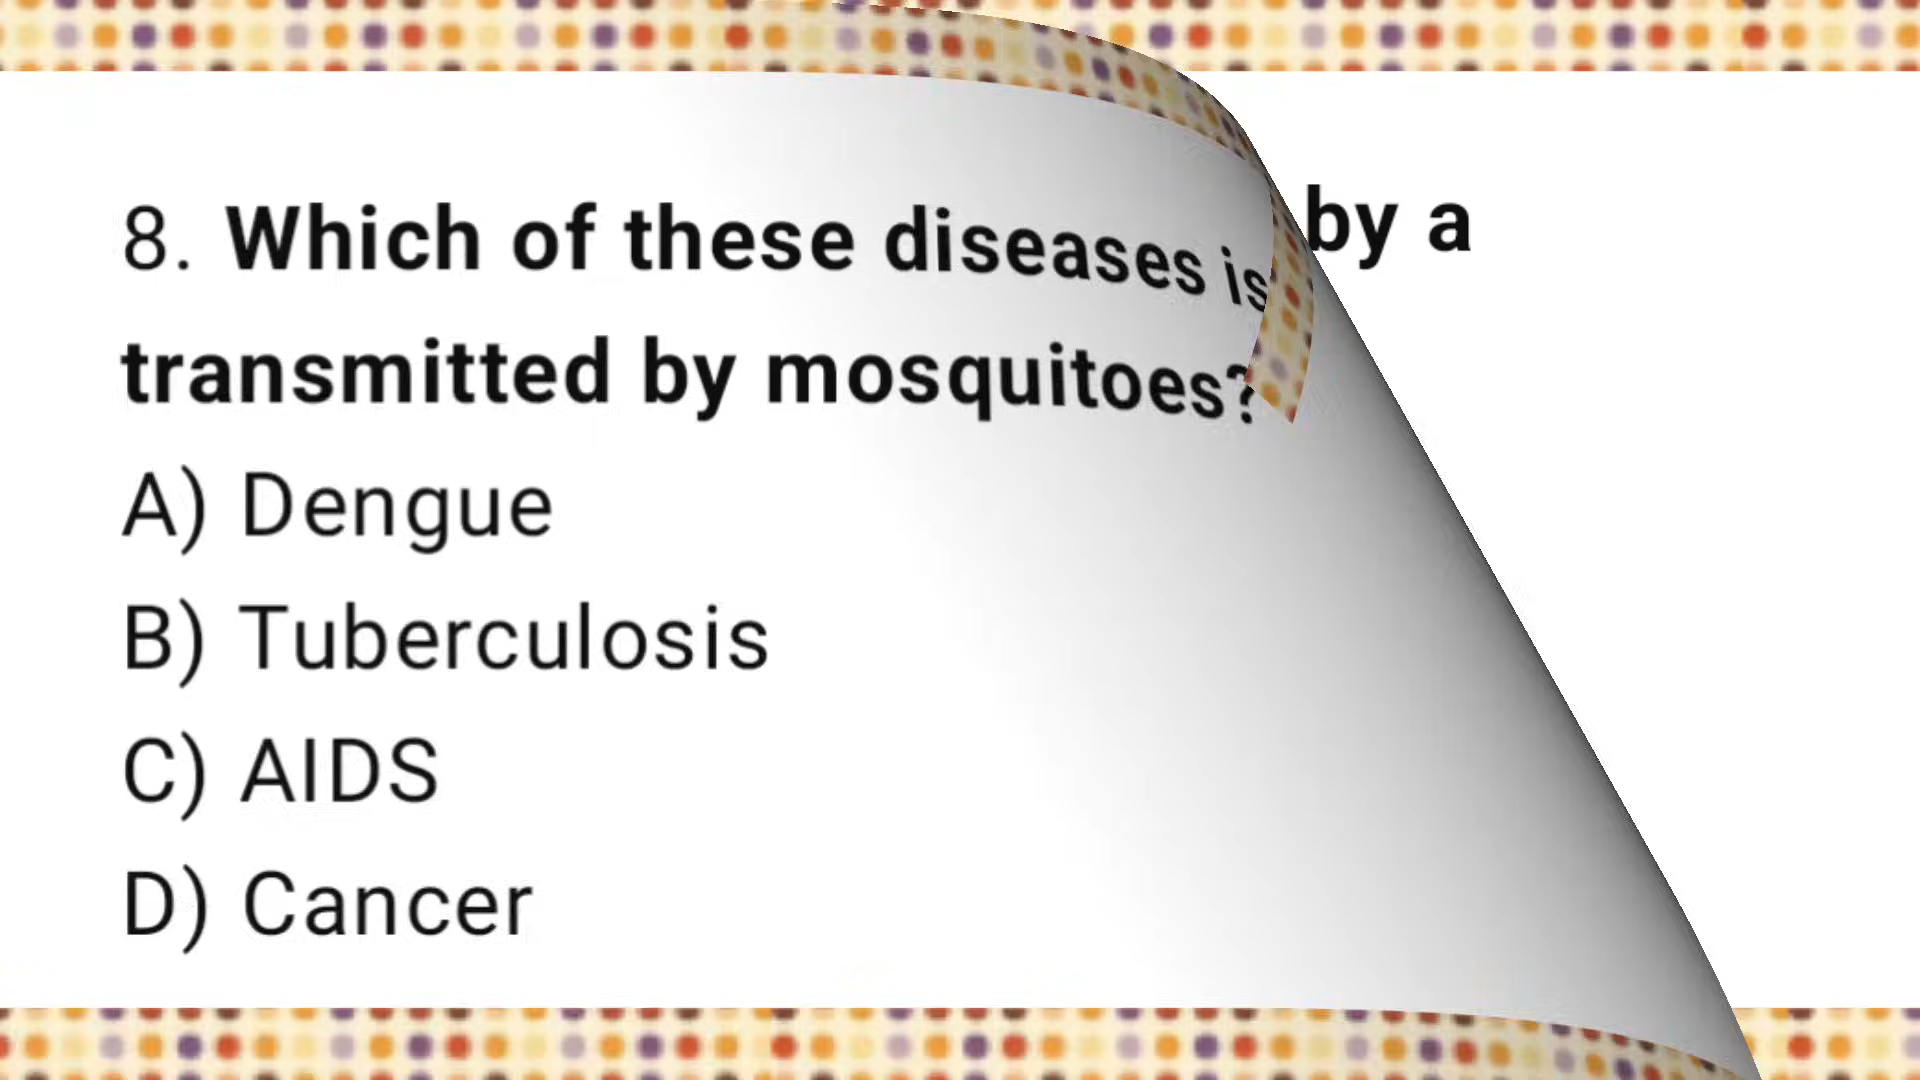 8. Which of these diseases is
by a
transmitted by mosquitoes?
A) Dengue
B) Tuberculosis
C) AIDS
D) Cancer